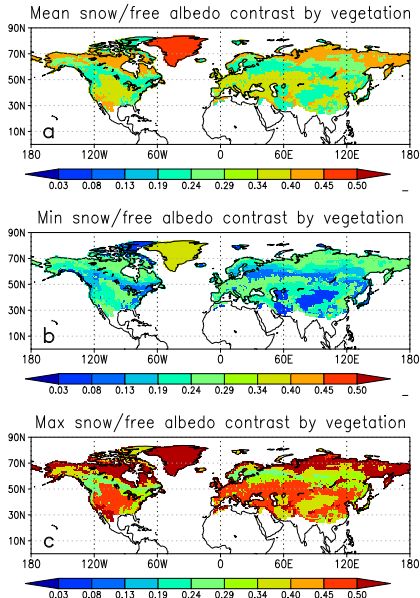 Mean snow/free albedo contrast by vegetation
90N
70N
50N
30N
10N
a
180 120W 60W 0 60E 120E 180
0.03 0.08 0.13 0.19 0.24 0.29 0.34 0.40 0.45 0.50
Min snow/free albedo contrast by vegetation
90N
70N
50N
30N
10N
b
180 120W 60W 0 60E 120E 180
0.03 0.08 0.13 0.19 0.24 0.29 0.34 0.40 0.45 0.50
Max snow/free albedo contrast by vegetation
90N
70N
50N
30N
10N
c
180 120W 60W 0 60E 120E 180
0.03 0.08 0.13 0.19 0.24 0.29 0.34 0.40 0.45 0.50